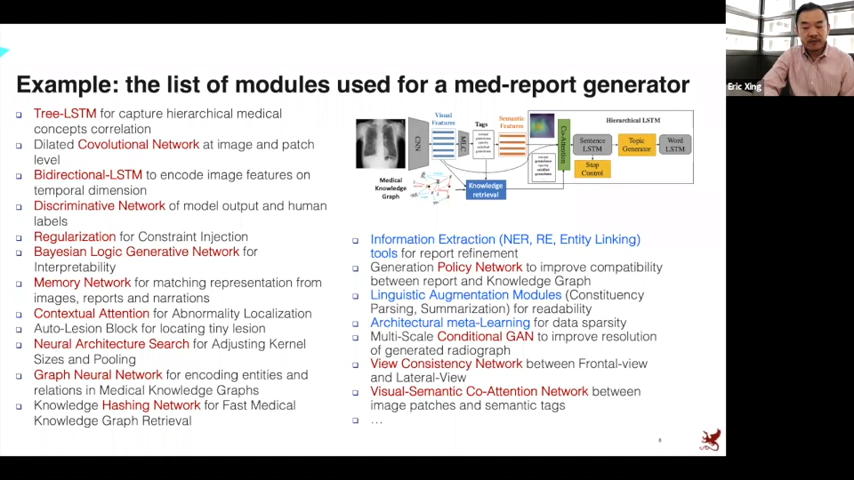 Example: the list of modules used for a med-report generator
Tree-LSTM for capture hierarchical medical
concepts correlation
Dilated Covolutional Network at image and patch
level
Bidirectional-LSTM to encode image features on
temporal dimension
Discriminative Network of model output and human
labels
Regularization for Constraint Injection
Bayesian Logic Generative Network for
Interpretability
Memory Network for matching representation from
images, reports and narrations
Contextual Attention for Abnormality Localization
Auto-Lesion Block for locating tiny lesion
Neural Architecture Search for Adjusting Kernel
Sizes and Pooling
Graph Neural Network for encoding entities and
relations in Medical Knowledge Graphs
Knowledge Hashing Network for Fast Medical
Knowledge Graph Retrieval
Visual
Features
Tags
Semantic
Features
Hierarchical LSTM
CNN
MLC
Co-Attention
Sentence
LSTM
Topic
Generator
Word
LSTM
Stop
Control
Medical
Knowledge
Graph
Knowledge
retrieval
Information Extraction (NER, RE, Entity Linking)
tools for report refinement
Generation Policy Network to improve compatibility
between report and Knowledge Graph
Linguistic Augmentation Modules (Constituency
Parsing, Summarization) for readability
Architectural meta-Learning for data sparsity
Multi-Scale Conditional GAN to improve resolution
of generated radiograph
View Consistency Network between Frontal-view
and Lateral-View
Visual-Semantic Co-Attention Network between
image patches and semantic tags
...
8
Eric Xing